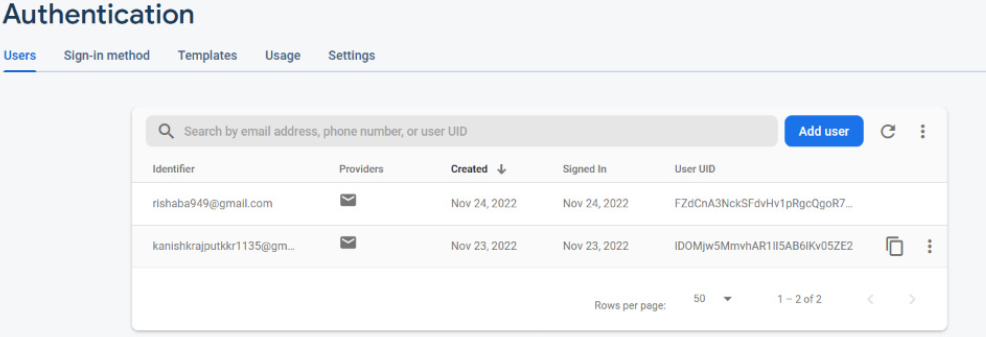 Authentication
Users Sign-in method Templates Usage Settings
Search by email address, phone number, or user UID Add user
Identifier Providers Created Signed In User UID
rishaba949@gmail.com Nov 24, 2022 Nov 24, 2022 FZdCnA3NckSFdvHv1pRgcQgoR7...
kanishkrajputkkr1135@gm... Nov 23, 2022 Nov 23, 2022 IDOMjw5MmvhAR1II5AB6IKv05ZE2
Rows per page: 50 1 – 2 of 2